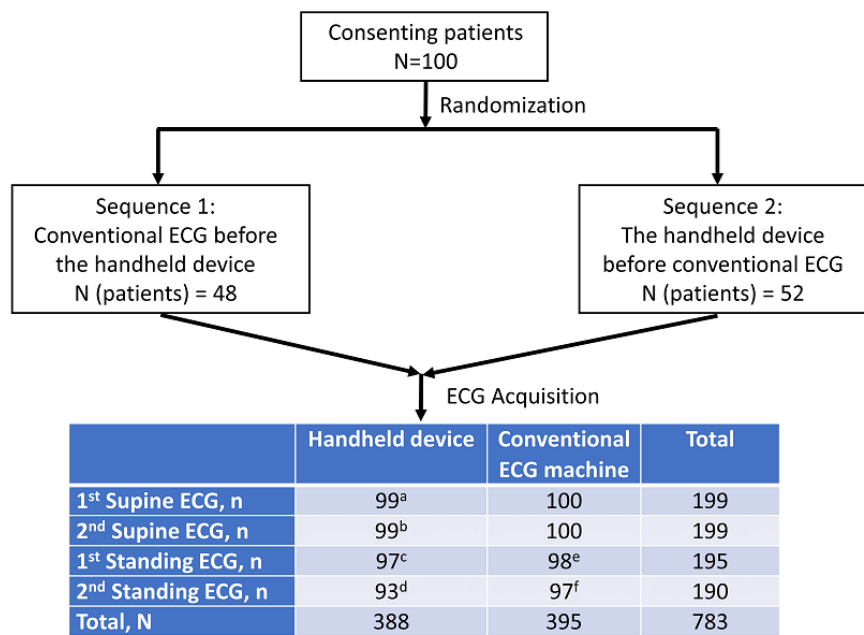 Consenting patients
N=100
Randomization
Sequence 1:
Conventional ECG before
the handheld device
N (patients) = 48
Sequence 2:
The handheld device
before conventional ECG
N (patients) = 52
ECG Acquisition
Handheld device Conventional ECG machine Total
1st Supine ECG, n 99a 100 199
2nd Supine ECG, n 99b 100 199
1st Standing ECG, n 97c 98e 195
2nd Standing ECG, n 93d 97f 190
Total, N 388 395 783